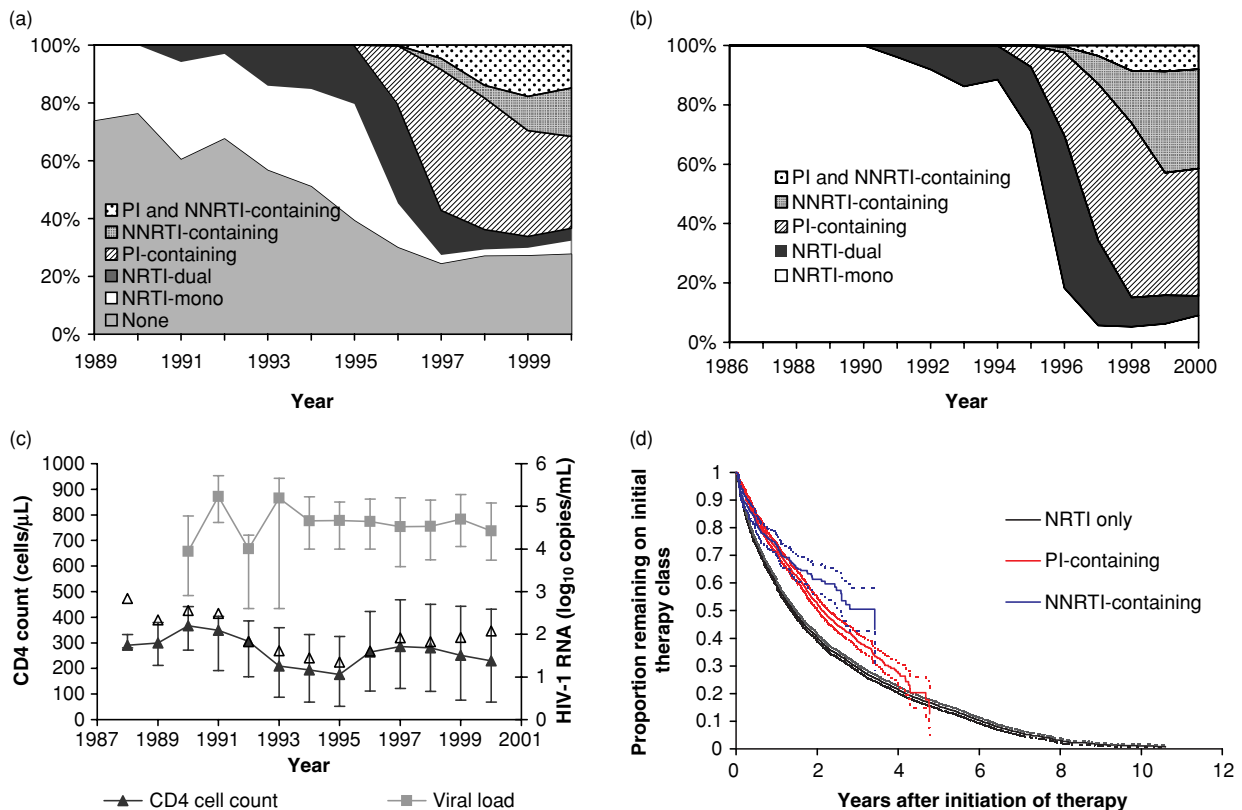 (a)
100%
80%
60%
40%
20%
0%
PI and NNRTI-containing
NNRTI-containing
PI-containing
NRTI-dual
NRTI-mono
None
1989 1991 1993 1995 1997 1999
Year
(b)
100%
80%
60%
40%
20%
0%
PI and NNRTI-containing
NNRTI-containing
PI-containing
NRTI-dual
NRTI-mono
1986 1988 1990 1992 1994 1996 1998 2000
Year
(c)
CD4 count (cells/μL)
1000
900
800
700
600
500
400
300
200
100
0
6
5
4
3
2
1
0
HIV-1 RNA (log10 copies/mL)
1987 1989 1991 1993 1995 1997 1999 2001
Year
CD4 cell count
Viral load
(d)
Proportion remaining on initial
therapy class
1
0.9
0.8
0.7
0.6
0.5
0.4
0.3
0.2
0.1
0
NRTI only
PI-containing
NNRTI-containing
0 2 4 6 8 10 12
Years after initiation of therapy